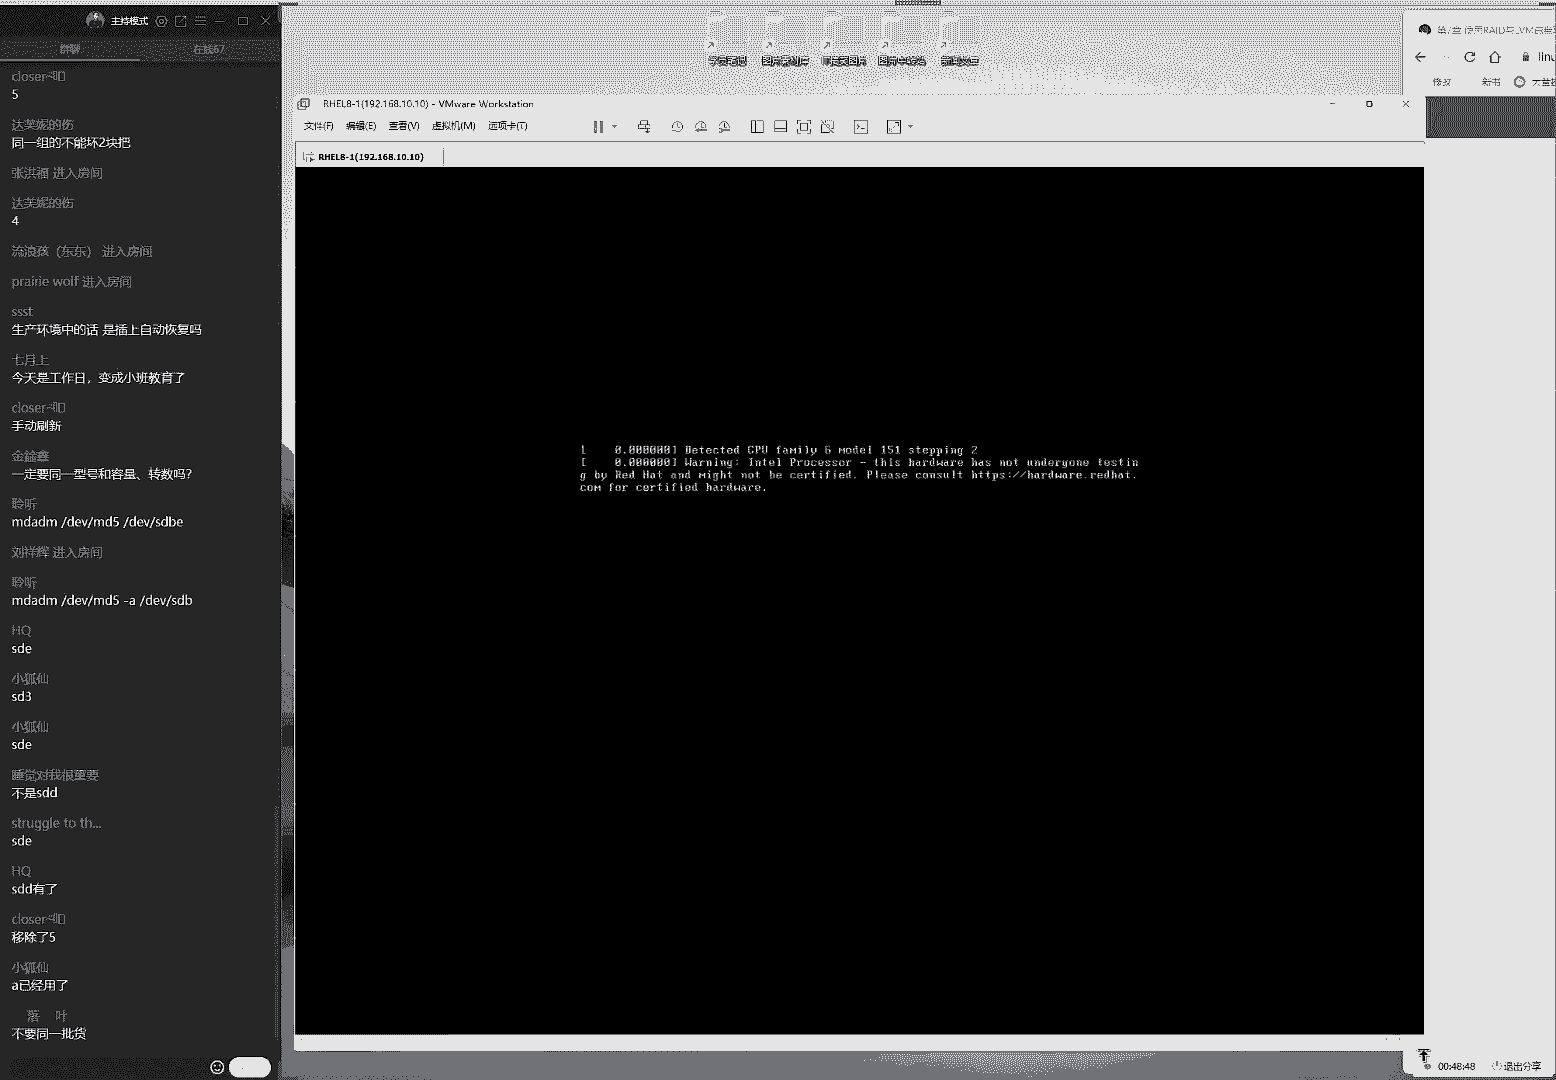 主持模式
群聊
在线67
closer~
5
达芙妮的伤
同一组的不能坏2块把
张洪福 进入房间
达芙妮的伤
4
流浪孩（东东） 进入房间
prairie wolf 进入房间
ssst
生产环境中的话 是插上自动恢复吗
七月上
今天是工作日，变成小班教育了
closer~
手动刷新
金鑫鑫
一定要同一型号和容量、转数吗?
聆听
mdadm /dev/md5 /dev/sdbe
刘祥辉 进入房间
聆听
mdadm /dev/md5 -a /dev/sdb
HQ
sde
小狐仙
sd3
小狐仙
sde
睡觉对我很重要
不是sdd
struggle to th...
sde
HQ
sdd有了
closer~
移除了5
小狐仙
a已经用了
落 叶
不要同一批货
RHEL8-1(192.168.10.10) - VMware Workstation
文件(F) 编辑(E) 查看(V) 虚拟机(M) 选项卡(T)
RHEL8-1(192.168.10.10)
[ 0.000000] Detected CPU family 6 model 151 stepping 2
[ 0.000000] Warning: Intel Processor - this hardware has not undergone testin
g by Red Hat and might not be certified. Please consult https://hardware.redhat.
com for certified hardware.
修改
新书
00:48:48
退出分享